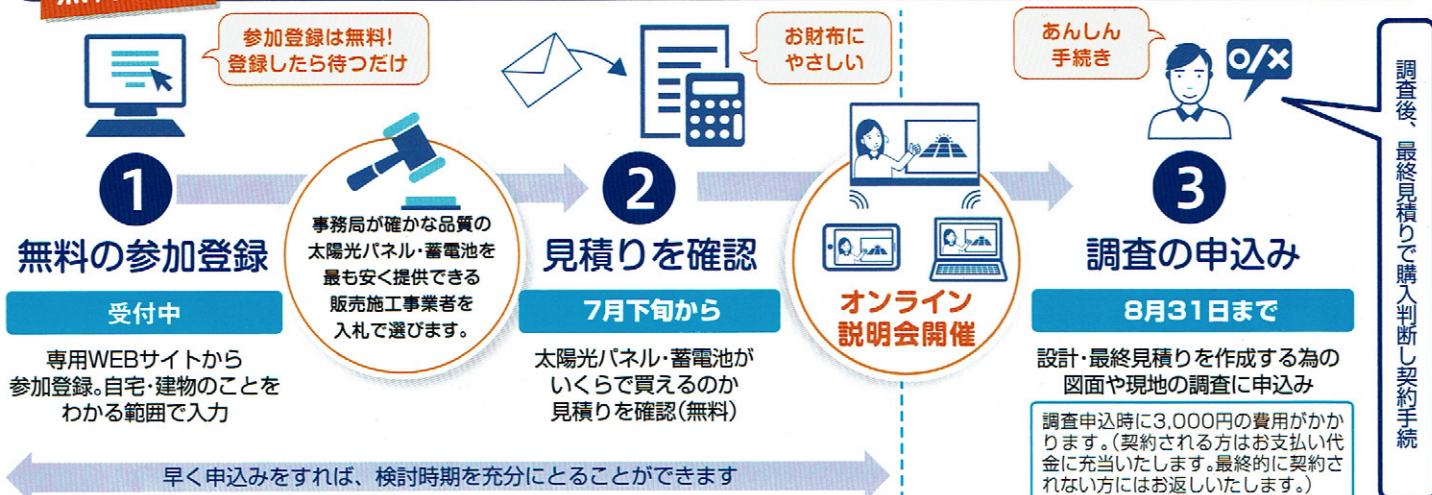 参加登録は無料!
登録したら待つだけ
1
無料の参加登録
受付中
専用WEBサイトから
参加登録。自宅・建物のことを
わかる範囲で入力
事務局が確かな品質の
太陽光パネル・蓄電池を
最も安く提供できる
販売施工事業者を
入札で選びます。
お財布に
やさしい
2
見積りを確認
7月下旬から
太陽光パネル・蓄電池が
いくらで買えるのか
見積りを確認(無料)
オンライン
説明会開催
あんしん
手続き
O/X
3
調査の申込み
8月31日まで
設計・最終見積りを作成する為の
図面や現地の調査に申込み
調査申込時に3,000円の費用がかか
ります。(契約される方はお支払い代
金に充当いたします。最終的に契約さ
れない方にはお返しいたします。)
調査後、最終見積りで購入判断し契約手続
早く申込みをすれば、検討時期を充分にとることができます